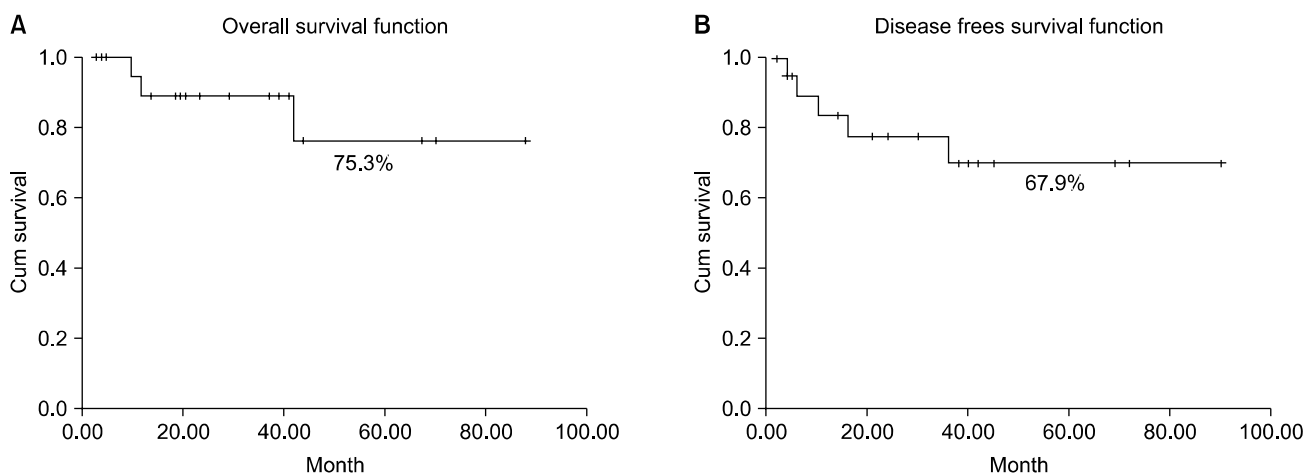 A
Overall survival function
1.0
0.8
0.6
0.4
0.2
0.0
Cum survival
75.3%
0.00 20.00 40.00 60.00 80.00 100.00
Month
B
Disease frees survival function
1.0
0.8
0.6
0.4
0.2
0.0
Cum survival
67.9%
0.00 20.00 40.00 60.00 80.00 100.00
Month